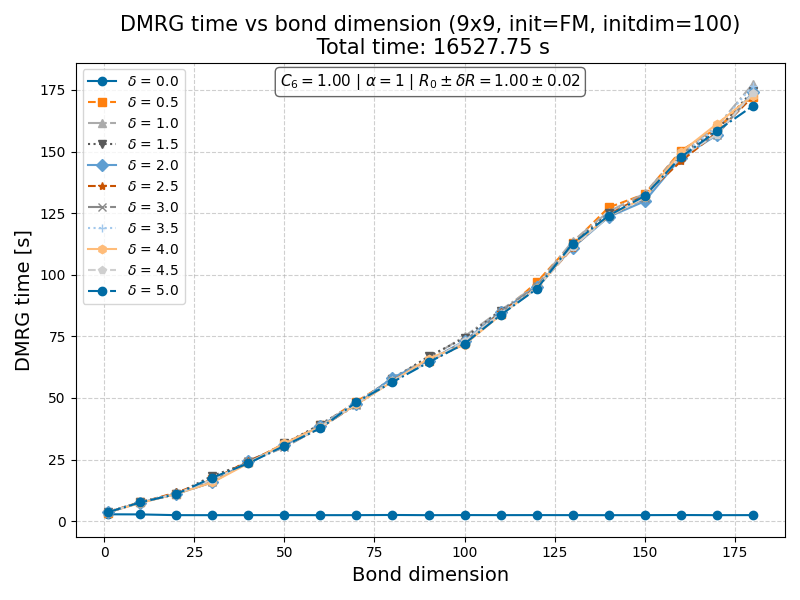 DMRG time vs bond dimension (9x9, init=FM, initdim=100)
Total time: 16527.75 s
C₆ = 1.00 | α = 1 | R₀ ± δR = 1.00 ± 0.02
δ = 0.0
δ = 0.5
δ = 1.0
δ = 1.5
δ = 2.0
δ = 2.5
δ = 3.0
δ = 3.5
δ = 4.0
δ = 4.5
δ = 5.0
DMRG time [s]
175
150
125
100
75
50
25
0
0 25 50 75 100 125 150 175
Bond dimension